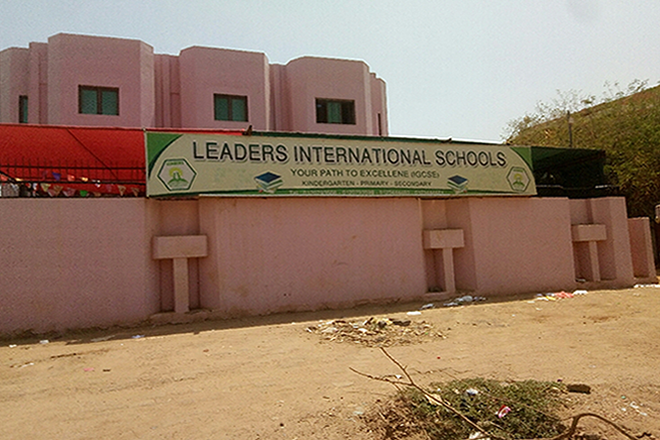 LEADERS INTERNATIONAL SCHOOLS
YOUR PATH TO EXCELLENE (IGCSE)
KINDERGARTEN - PRIMARY - SECONDARY